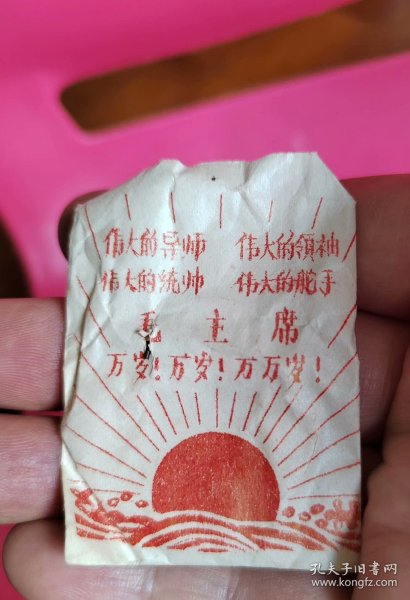 伟大的导师 伟大的领袖
伟大的统帅 伟大的舵手
毛主席
万岁！万岁！万万岁！
孔夫子旧书网
www.kongfz.com